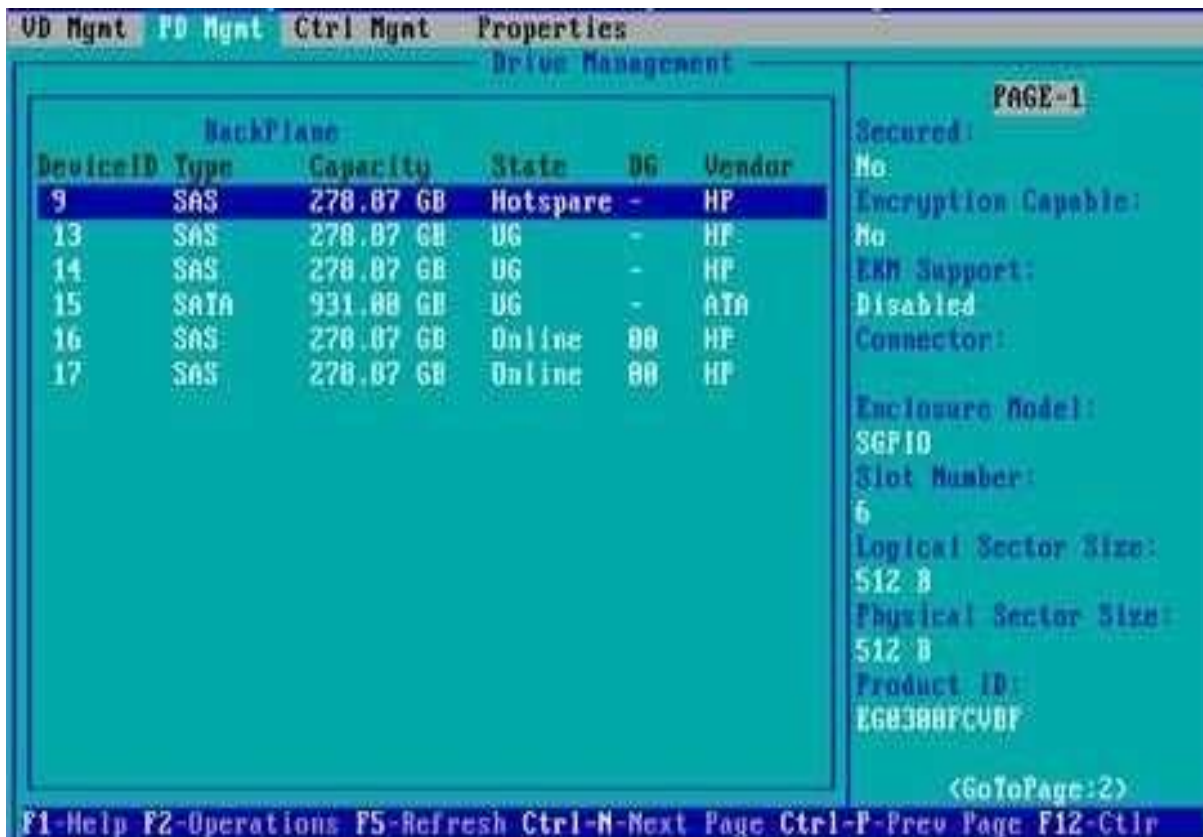 VD Mgmt PD Mgmt Ctrl Mgmt Properties
Drive Management
BackPlane
DeviceID Type Capacity State DG Vendor
9 SAS 278.87 GB Hotspare - HP
13 SAS 278.87 GB UG - HP
14 SAS 278.87 GB UG - HP
15 SATA 931.00 GB UG - ATA
16 SAS 278.87 GB Online 00 HP
17 SAS 278.87 GB Online 00 HP
PAGE-1
Secured:
No
Encryption Capable:
No
EKM Support:
Disabled
Connector:
Enclosure Model:
SGPIO
Slot Number:
6
Logical Sector Size:
512 B
Physical Sector Size:
512 B
Product ID:
EG0300FCVBF
<GoToPage:2>
F1-Help F2-Operations F5-Refresh Ctrl-N-Next Page Ctrl-P-Prev Page F12-Ctlr